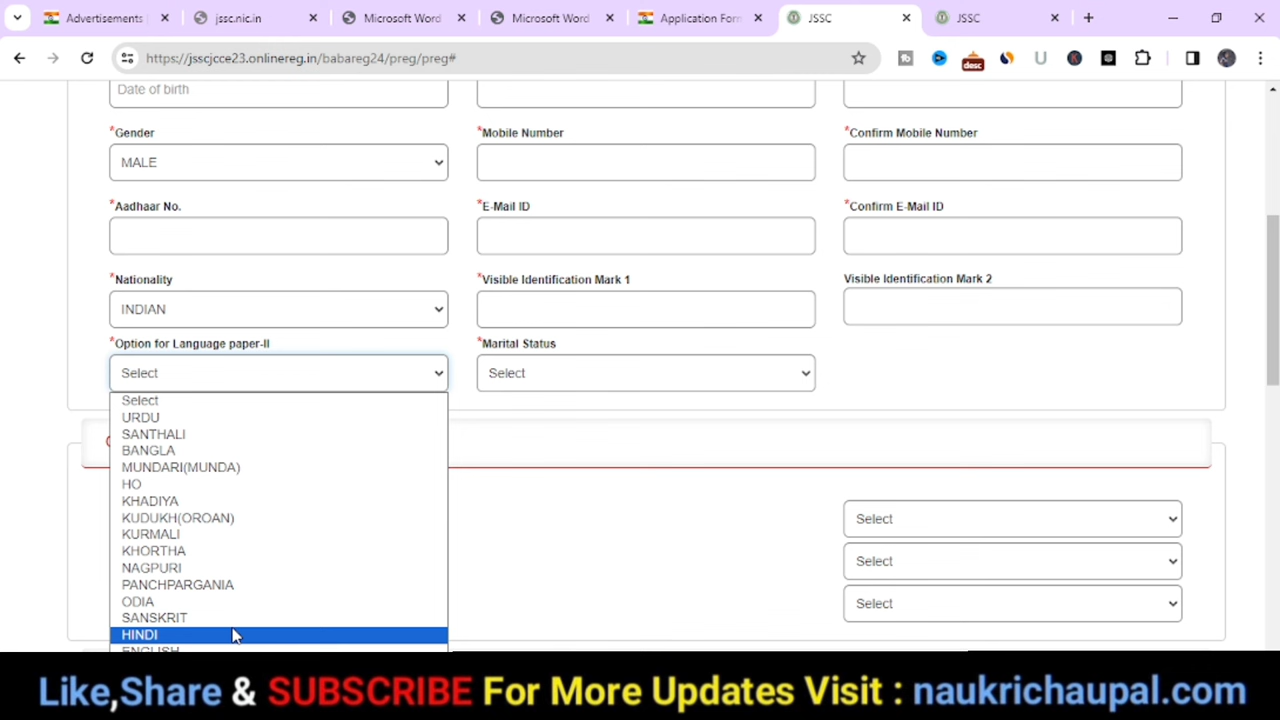 Advertisements
jssc.nic.in
Microsoft Word
Microsoft Word
Application Form
JSSC
JSSC
https://jsscjcce23.onlinereg.in/babareg24/preg/preg#
desc
Date of birth
*Gender
*Mobile Number
*Confirm Mobile Number
MALE
*Aadhaar No.
*E-Mail ID
*Confirm E-Mail ID
*Nationality
*Visible Identification Mark 1
Visible Identification Mark 2
INDIAN
*Option for Language paper-II
*Marital Status
Select
Select
Select
URDU
SANTHALI
BANGLA
MUNDARI(MUNDA)
HO
KHADIYA
KUDUKH(OROAN)
KURMALI
KHORTHA
NAGPURI
PANCHPARGANIA
ODIA
SANSKRIT
HINDI
ENGLISH
Select
Select
Select
Like,Share & SUBSCRIBE For More Updates Visit : naukrichaupal.com